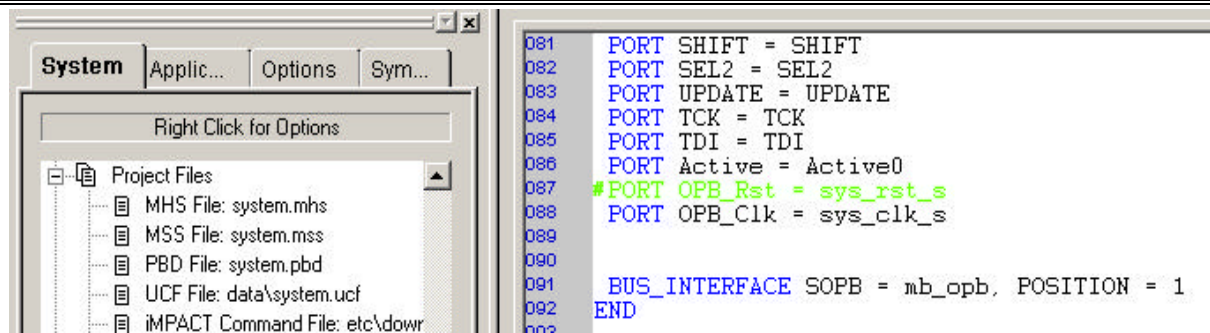 System Applic... Options Sym...
Right Click for Options
Project Files
MHS File: system.mhs
MSS File: system.mss
PBD File: system.pbd
UCF File: data\system.ucf
iMPACT Command File: etc\dowr
081 PORT SHIFT = SHIFT
082 PORT SEL2 = SEL2
083 PORT UPDATE = UPDATE
084 PORT TCK = TCK
085 PORT TDI = TDI
086 PORT Active = Active0
087 #PORT OPB_Rst = sys_rst_s
088 PORT OPB_Clk = sys_clk_s
089
090
091 BUS_INTERFACE SOPB = mb_opb, POSITION = 1
092 END
093